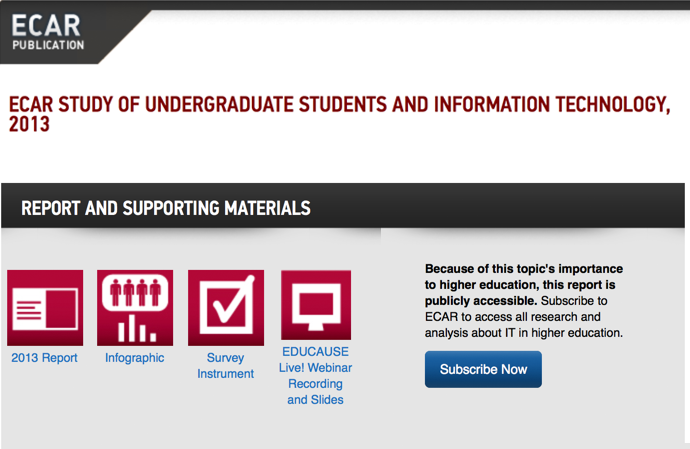 ECAR
PUBLICATION
ECAR STUDY OF UNDERGRADUATE STUDENTS AND INFORMATION TECHNOLOGY,
2013
REPORT AND SUPPORTING MATERIALS
2013 Report
Infographic
Survey
Instrument
EDUCAUSE
Live! Webinar
Recording
and Slides
Because of this topic's importance
to higher education, this report is
publicly accessible. Subscribe to
ECAR to access all research and
analysis about IT in higher education.
Subscribe Now